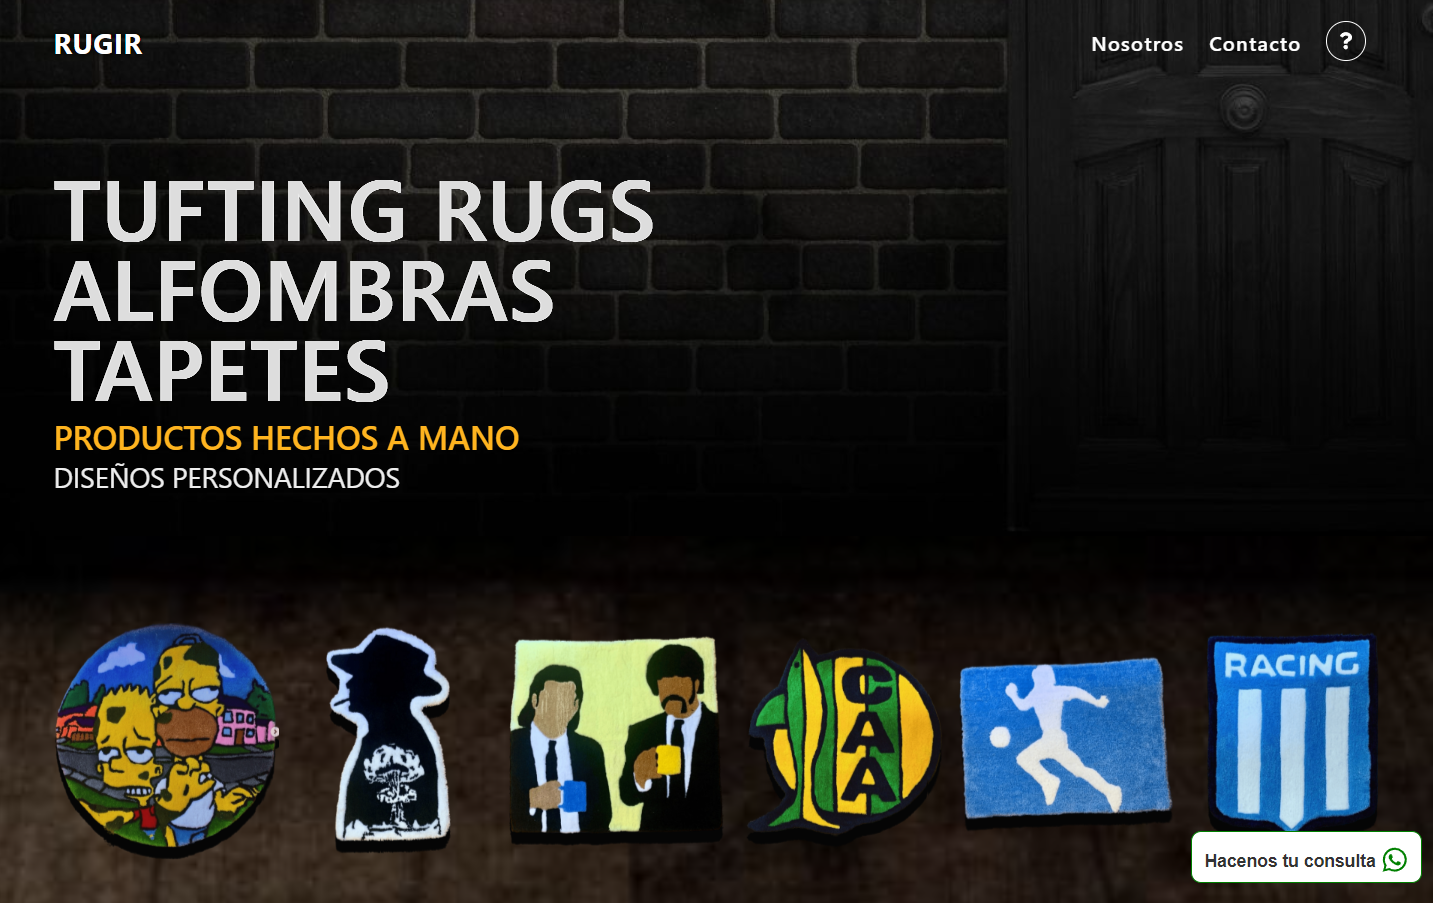 RUGIR
Nosotros
Contacto
?
TUFTING RUGS
ALFOMBRAS
TAPETES
PRODUCTOS HECHOS A MANO
DISEÑOS PERSONALIZADOS
CAA
RACING
Hacenos tu consulta